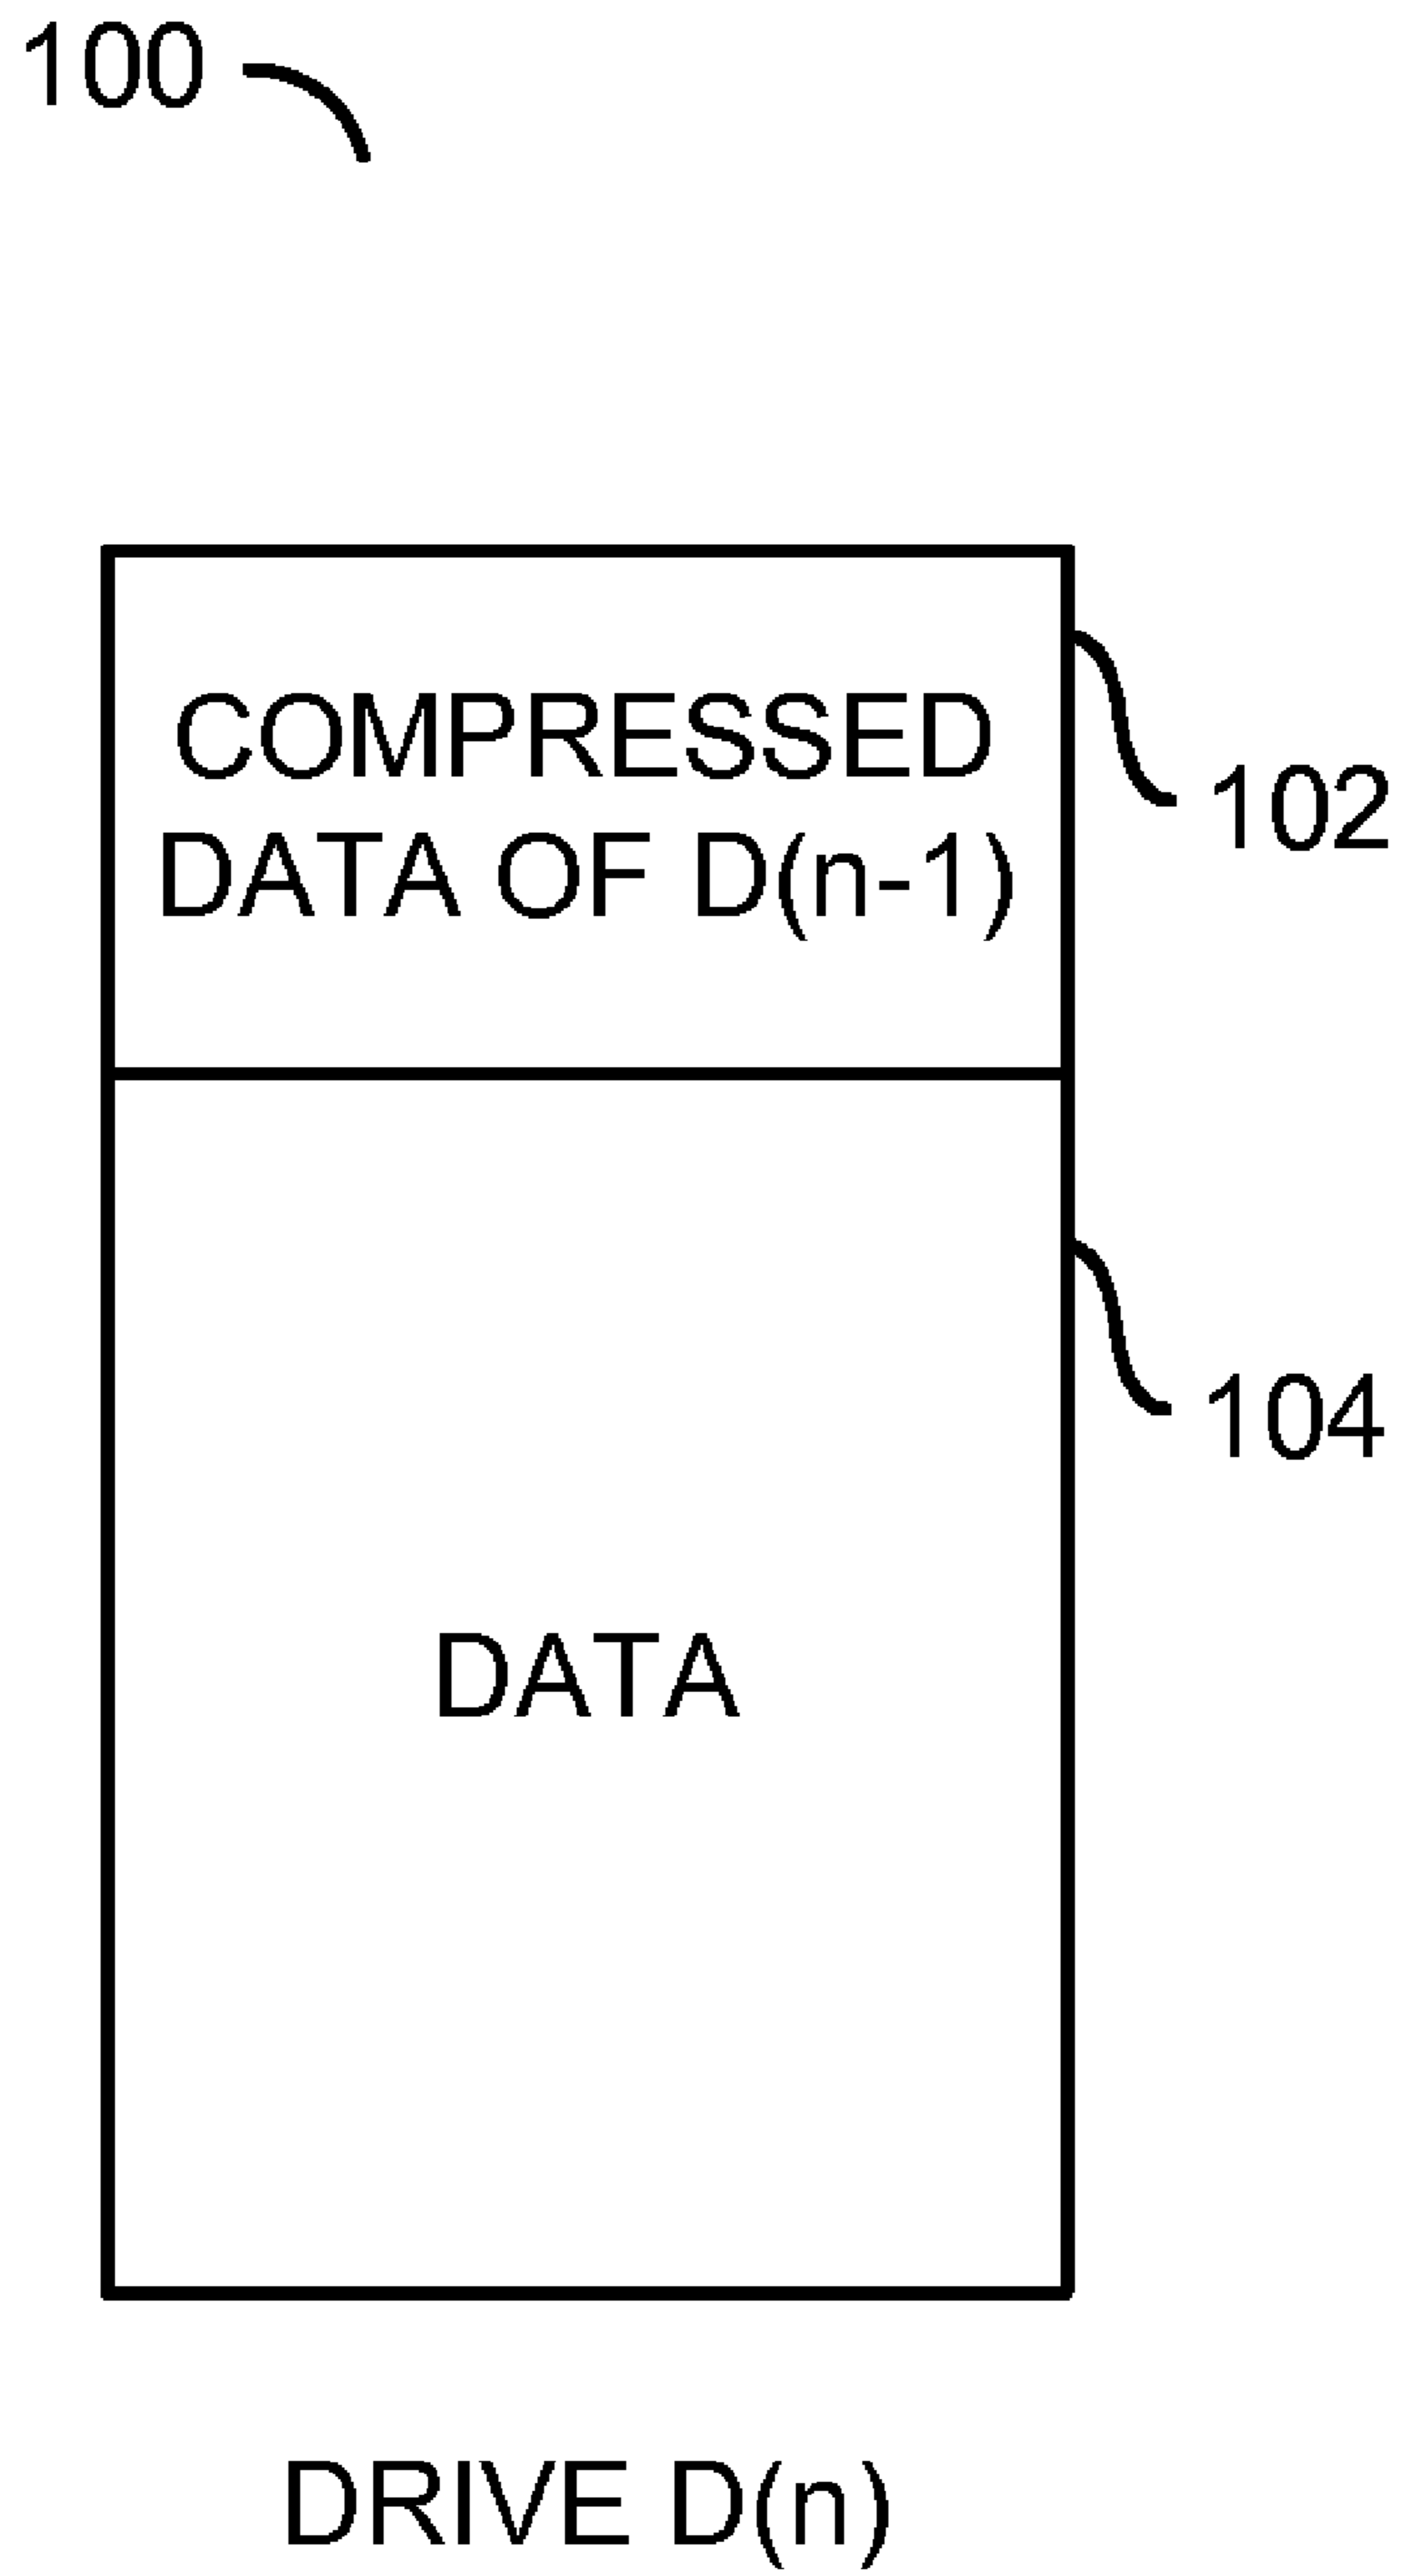 100
COMPRESSED
DATA OF D(n-1)
102
104
DATA
DRIVE D(n)